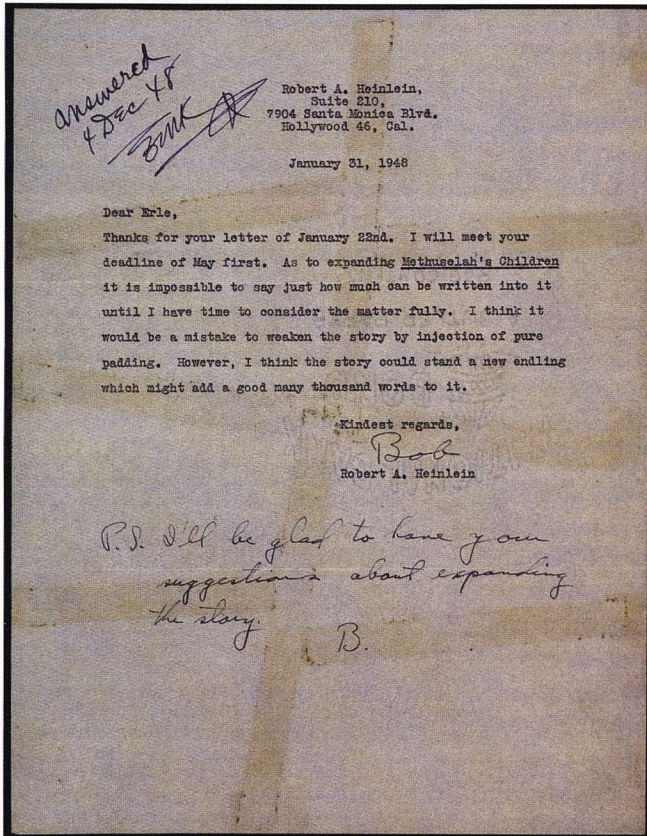 answered
4 Dec 48
Robert A. Heinlein,
Suite 210,
7904 Santa Monica Blvd.
Hollywood 46, Cal.
January 31, 1948
Dear Erle,
Thanks for your letter of January 22nd. I will meet your
deadline of May first. As to expanding Methuselah's Children
it is impossible to say just how much can be written into it
until I have time to consider the matter fully. I think it
would be a mistake to weaken the story by injection of pure
padding. However, I think the story could stand a new endling
which might add a good many thousand words to it.
Kindest regards,
Bob
Robert A. Heinlein
P.S. I'll be glad to have your
suggestions about expanding
the story.
B.